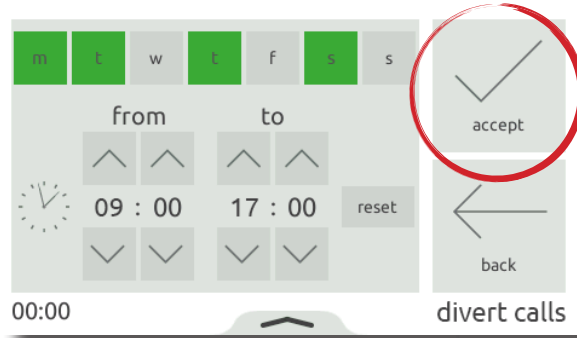 m t w t f s s
accept
from to
09 : 00 17 : 00 reset
back
00:00 divert calls